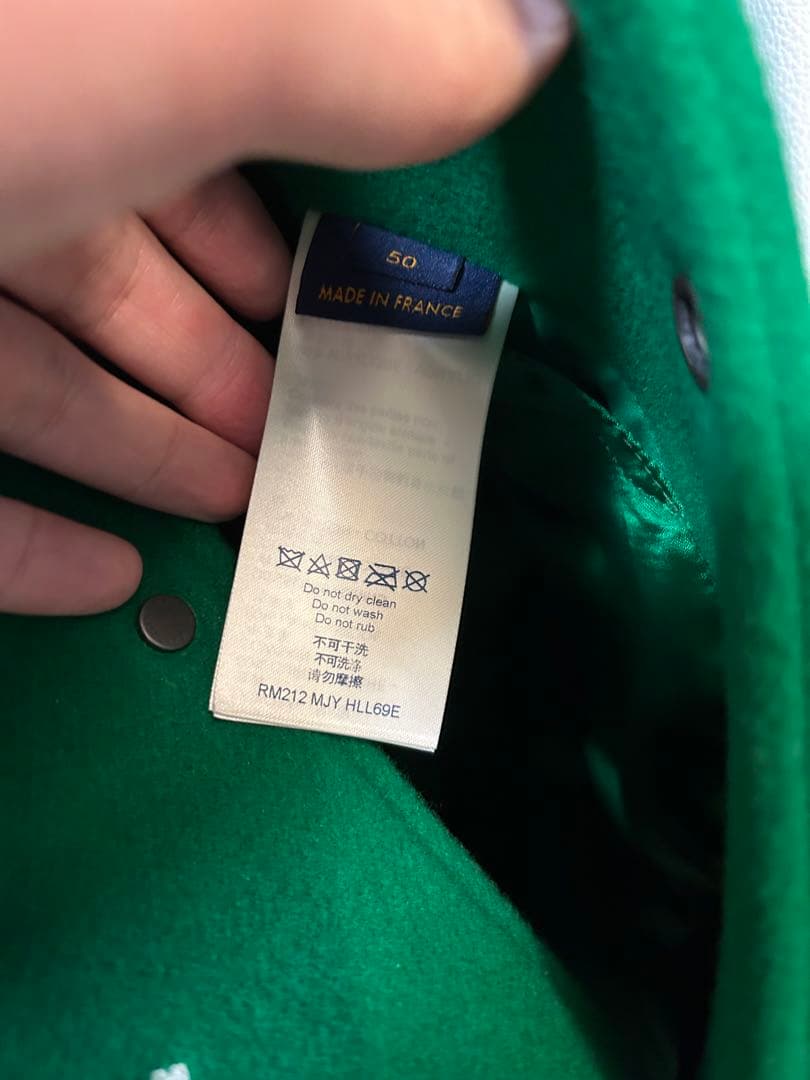 50
MADE IN FRANCE
COTTON
Do not dry clean
Do not wash
Do not rub
不可干洗
不可洗涤
请勿摩擦
RM212 MJY HLL69E